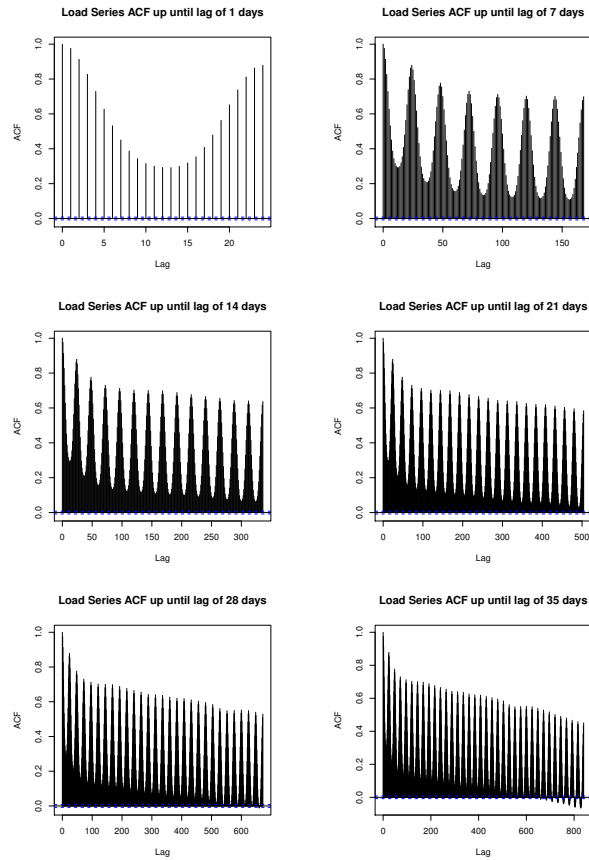 Load Series ACF up until lag of 1 days
ACF
0.0 0.2 0.4 0.6 0.8 1.0
0 5 10 15 20
Lag
Load Series ACF up until lag of 7 days
ACF
0.0 0.2 0.4 0.6 0.8 1.0
0 50 100 150
Lag
Load Series ACF up until lag of 14 days
ACF
0.0 0.2 0.4 0.6 0.8 1.0
0 50 100 150 200 250 300
Lag
Load Series ACF up until lag of 21 days
ACF
0.0 0.2 0.4 0.6 0.8 1.0
0 100 200 300 400 500
Lag
Load Series ACF up until lag of 28 days
ACF
0.0 0.2 0.4 0.6 0.8 1.0
0 100 200 300 400 500 600
Lag
Load Series ACF up until lag of 35 days
ACF
0.0 0.2 0.4 0.6 0.8 1.0
0 200 400 600 800
Lag